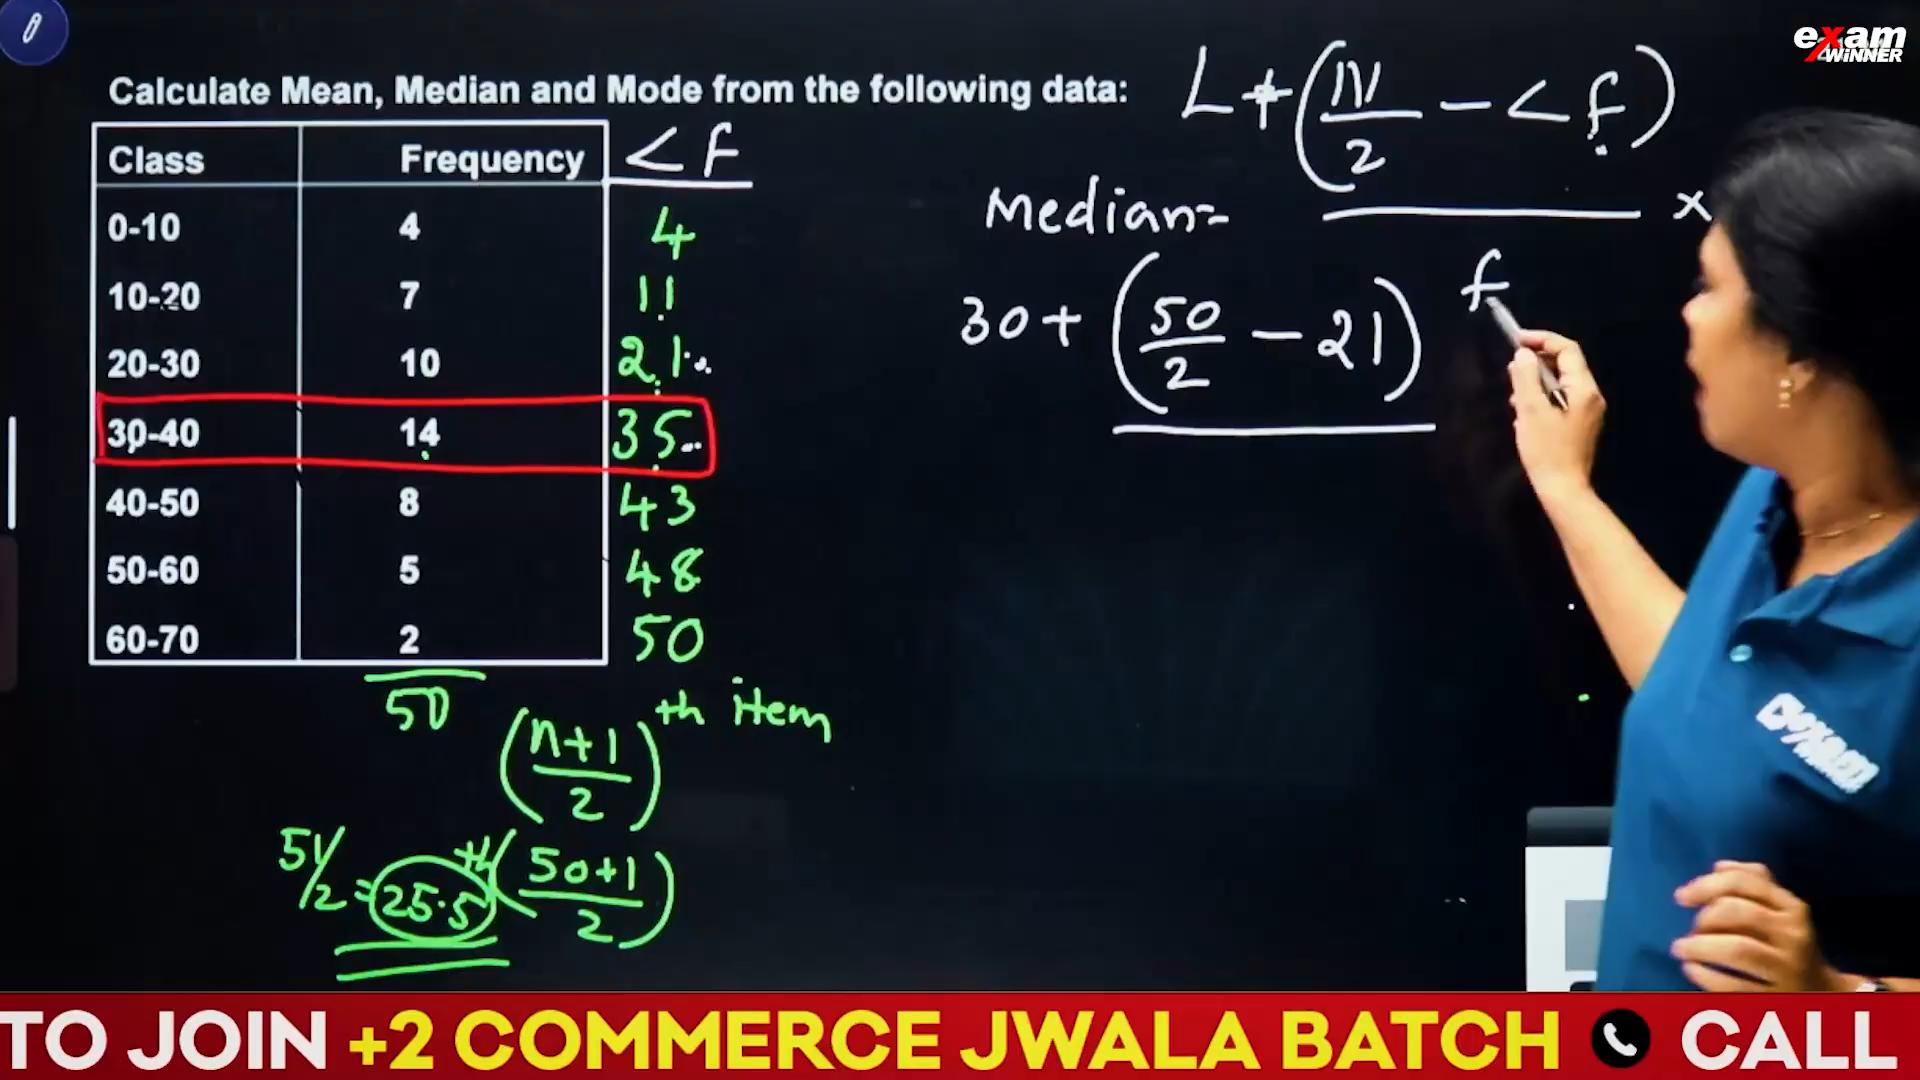 exam
WiNNER
Calculate Mean, Median and Mode from the following data:
Class Frequency < F
0-10 4 4
10-20 7 11
20-30 10 21
30-40 14 35
40-50 8 43
50-60 5 48
60-70 2 50
50
(n+1/2)th item
51/2 = 25.5 th (50+1/2)
L + (N/2 - < f)
Median = ×
f
30 + (50/2 - 21)
TO JOIN +2 COMMERCE JWALA BATCH CALL